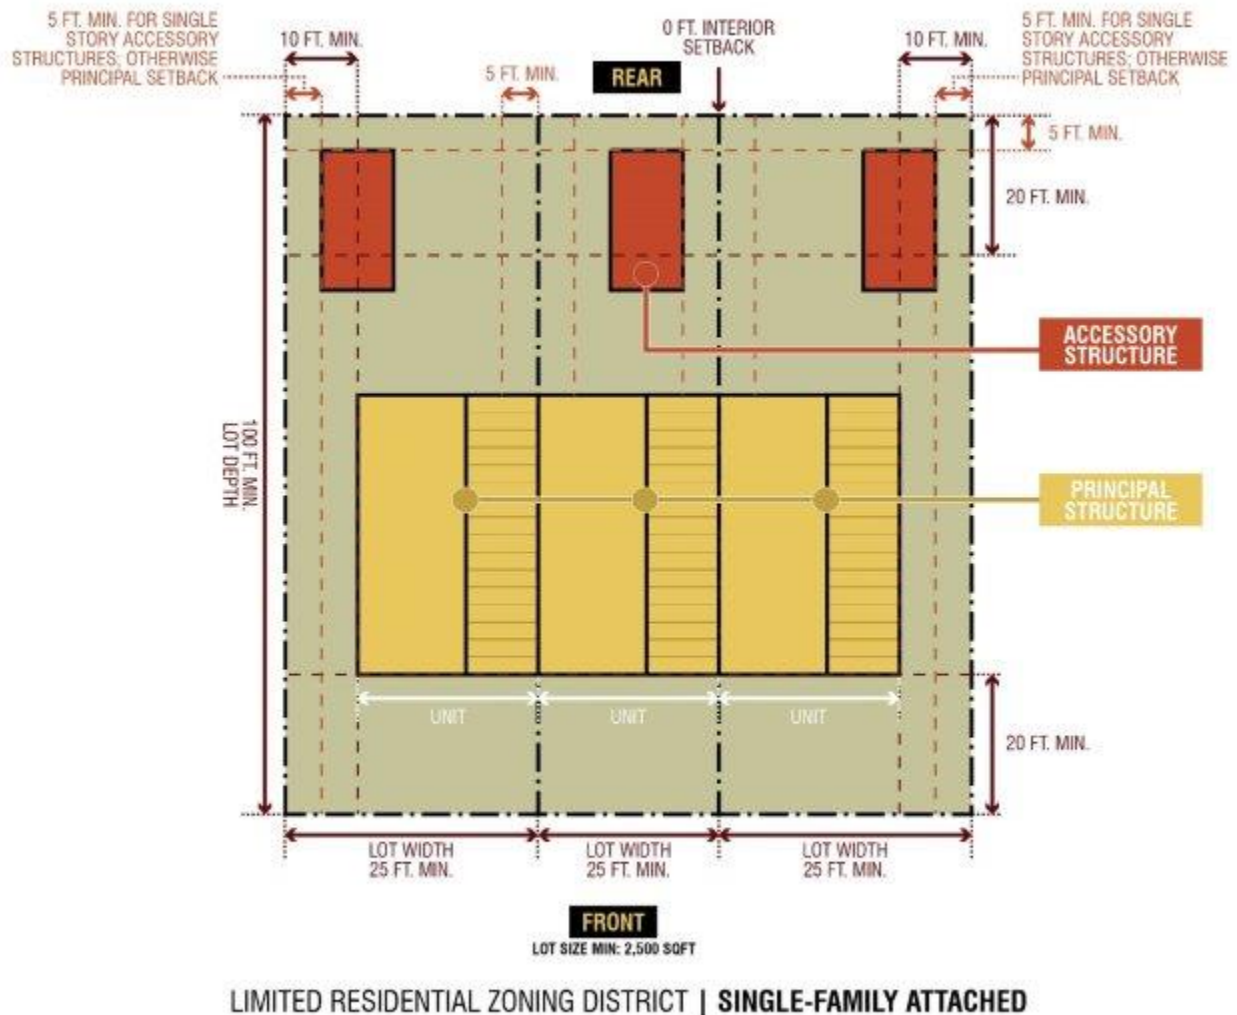 5 FT. MIN. FOR SINGLE
STORY ACCESSORY
STRUCTURES; OTHERWISE
PRINCIPAL SETBACK
10 FT. MIN.
5 FT. MIN.
0 FT. INTERIOR
SETBACK
REAR
10 FT. MIN.
5 FT. MIN. FOR SINGLE
STORY ACCESSORY
STRUCTURES; OTHERWISE
PRINCIPAL SETBACK
5 FT. MIN.
20 FT. MIN.
ACCESSORY
STRUCTURE
100 FT. MIN.
LOT DEPTH
PRINCIPAL
STRUCTURE
UNIT
UNIT
UNIT
20 FT. MIN.
LOT WIDTH
25 FT. MIN.
LOT WIDTH
25 FT. MIN.
LOT WIDTH
25 FT. MIN.
FRONT
LOT SIZE MIN: 2,500 SQFT
LIMITED RESIDENTIAL ZONING DISTRICT | SINGLE-FAMILY ATTACHED